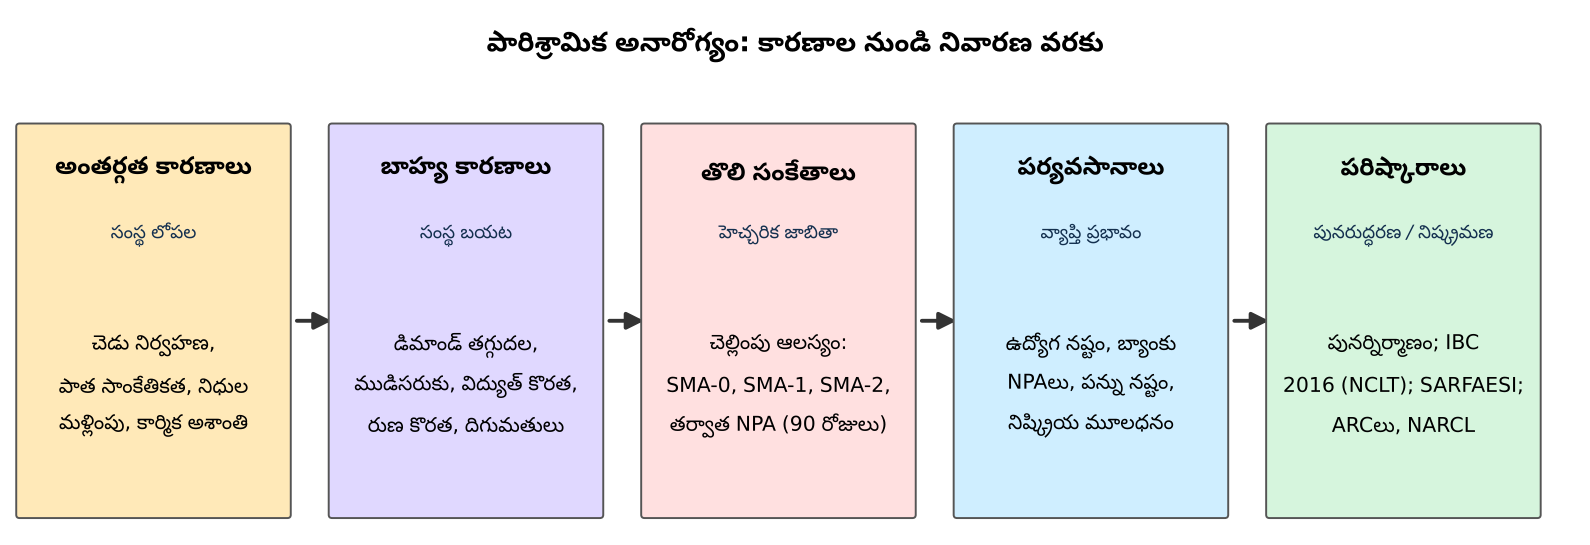 పారిశ్రామిక అనారోగ్యం: కారణాల నుండి నివారణ వరకు
అంతర్గత కారణాలు
సంస్థ లోపల
చెడు నిర్వహణ,
పాత సాంకేతికత, నిధుల
మళ్లింపు, కార్మిక అశాంతి
బాహ్య కారణాలు
సంస్థ బయట
డిమాండ్ తగ్గుదల,
ముడిసరుకు, విద్యుత్ కొరత,
రుణ కొరత, దిగుమతులు
తొలి సంకేతాలు
హెచ్చరిక జాబితా
చెల్లింపు ఆలస్యం:
SMA-0, SMA-1, SMA-2,
తర్వాత NPA (90 రోజులు)
పర్యవసానాలు
వ్యాప్తి ప్రభావం
ఉద్యోగ నష్టం, బ్యాంకు
NPAలు, పన్ను నష్టం,
నిష్క్రియ మూలధనం
పరిష్కారాలు
పునరుద్ధరణ / నిష్క్రమణ
పునర్నిర్మాణం; IBC
2016 (NCLT); SARFAESI;
ARCలు, NARCL